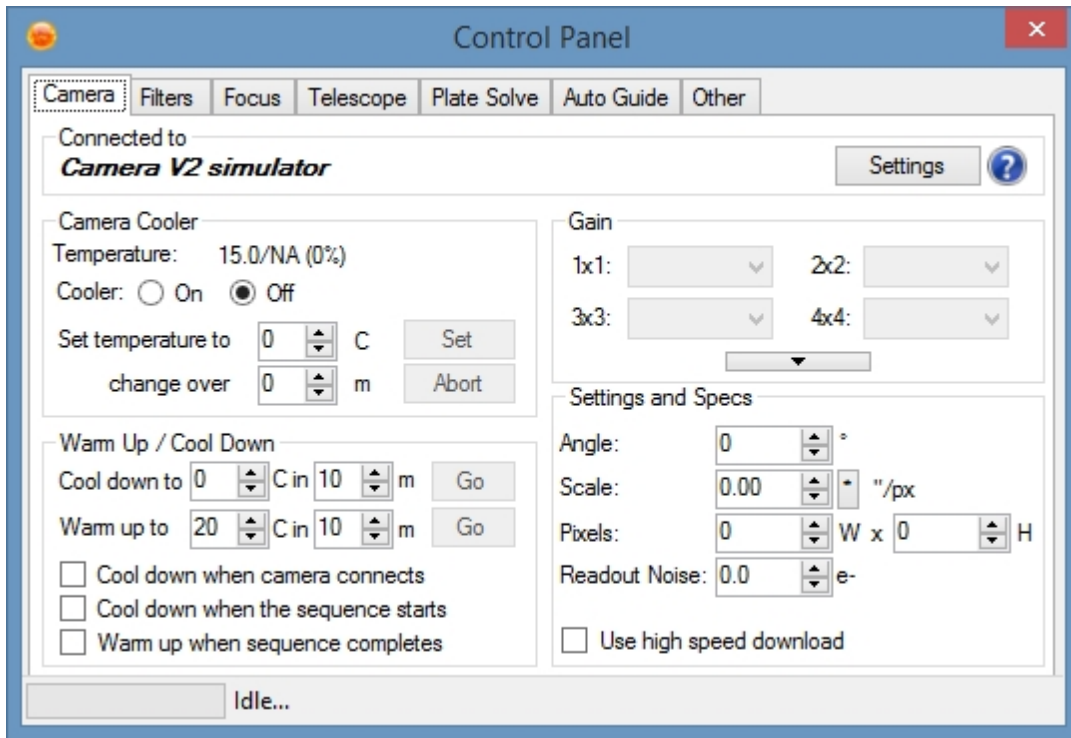 Control Panel
Camera Filters Focus Telescope Plate Solve Auto Guide Other
Connected to
Camera V2 simulator
Settings
Camera Cooler
Temperature: 15.0/NA (0%)
Cooler: On Off
Set temperature to 0 C Set
change over 0 m Abort
Warm Up / Cool Down
Cool down to 0 C in 10 m Go
Warm up to 20 C in 10 m Go
Cool down when camera connects
Cool down when the sequence starts
Warm up when sequence completes
Gain
1x1: 2x2:
3x3: 4x4:
Settings and Specs
Angle: 0 °
Scale: 0.00 * "/px
Pixels: 0 W x 0 H
Readout Noise: 0.0 e-
Use high speed download
Idle...